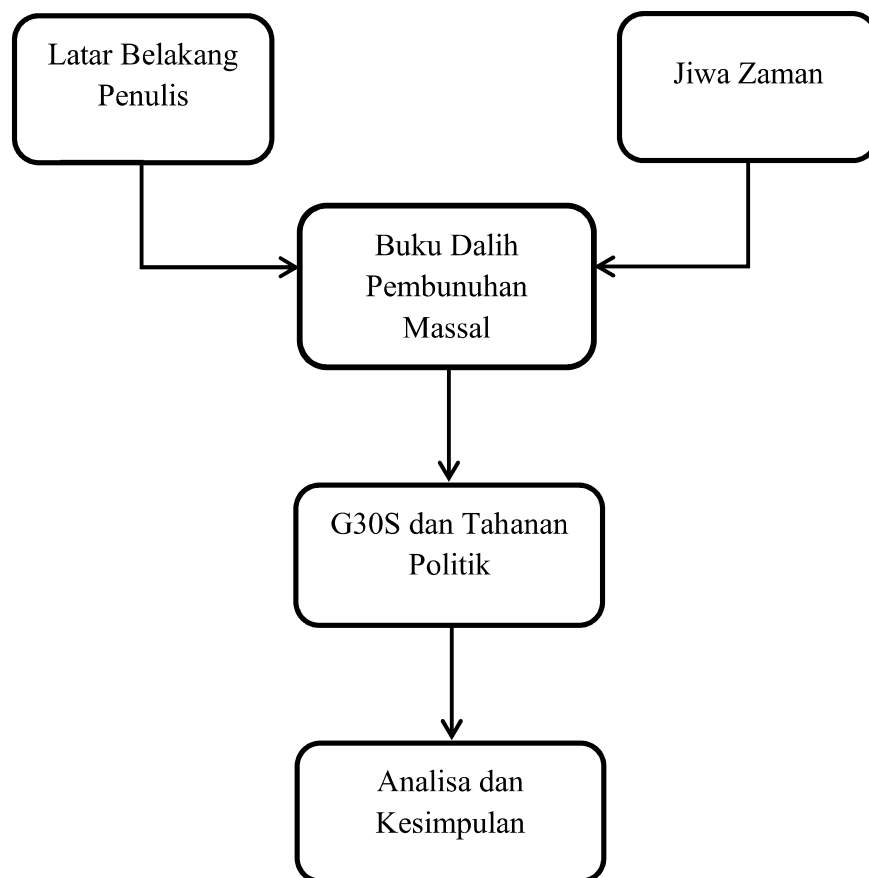 Latar Belakang
Penulis
Jiwa Zaman
Buku Dalih
Pembunuhan
Massal
G30S dan Tahanan
Politik
Analisa dan
Kesimpulan